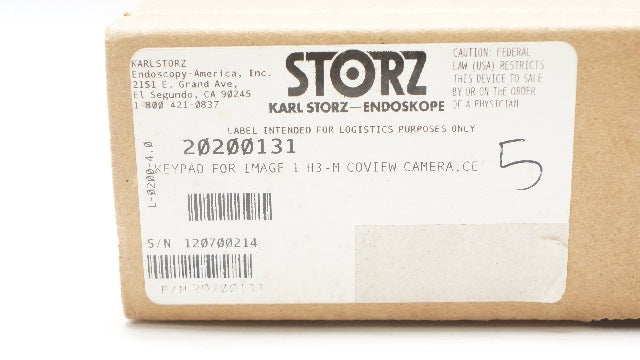 KARLSTORZ
Endoscopy-America, Inc.
2151 E. Grand Ave,
El Segundo, CA 90245
1-800 421-0837
STORZ
KARL STORZ—ENDOSKOPE
CAUTION: FEDERAL
LAW (USA) RESTRICTS
THIS DEVICE TO SALE
BY OR ON THE ORDER
OF A PHYSICIAN
LABEL INTENDED FOR LOGISTICS PURPOSES ONLY
L-0200-4.0
20200131
KEYPAD FOR IMAGE 1 H3-M COVIEW CAMERA,CE
5
S/N 120700214
P/N 20200131